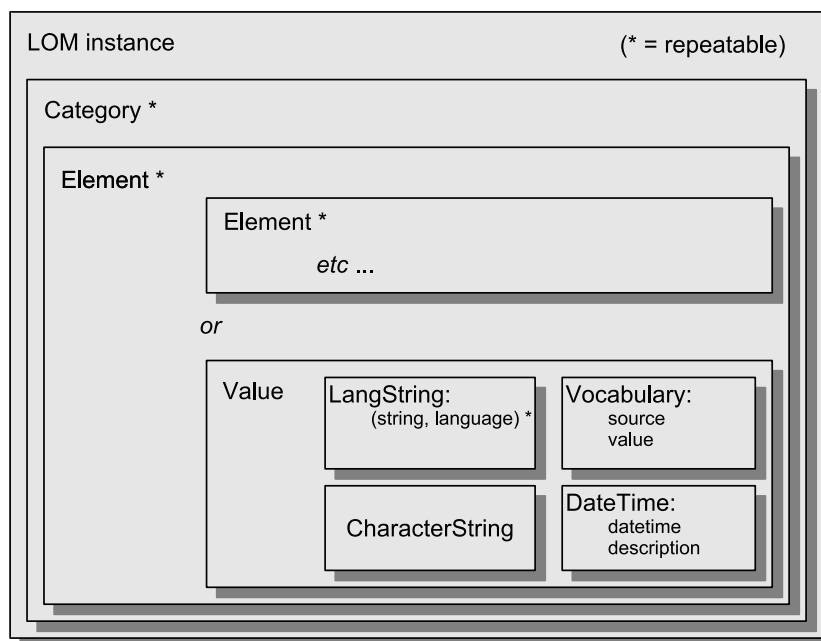 LOM instance (* = repeatable)
Category *
Element *
Element *
etc ...
or
Value
LangString:
(string, language) *
Vocabulary:
source
value
CharacterString
DateTime:
datetime
description